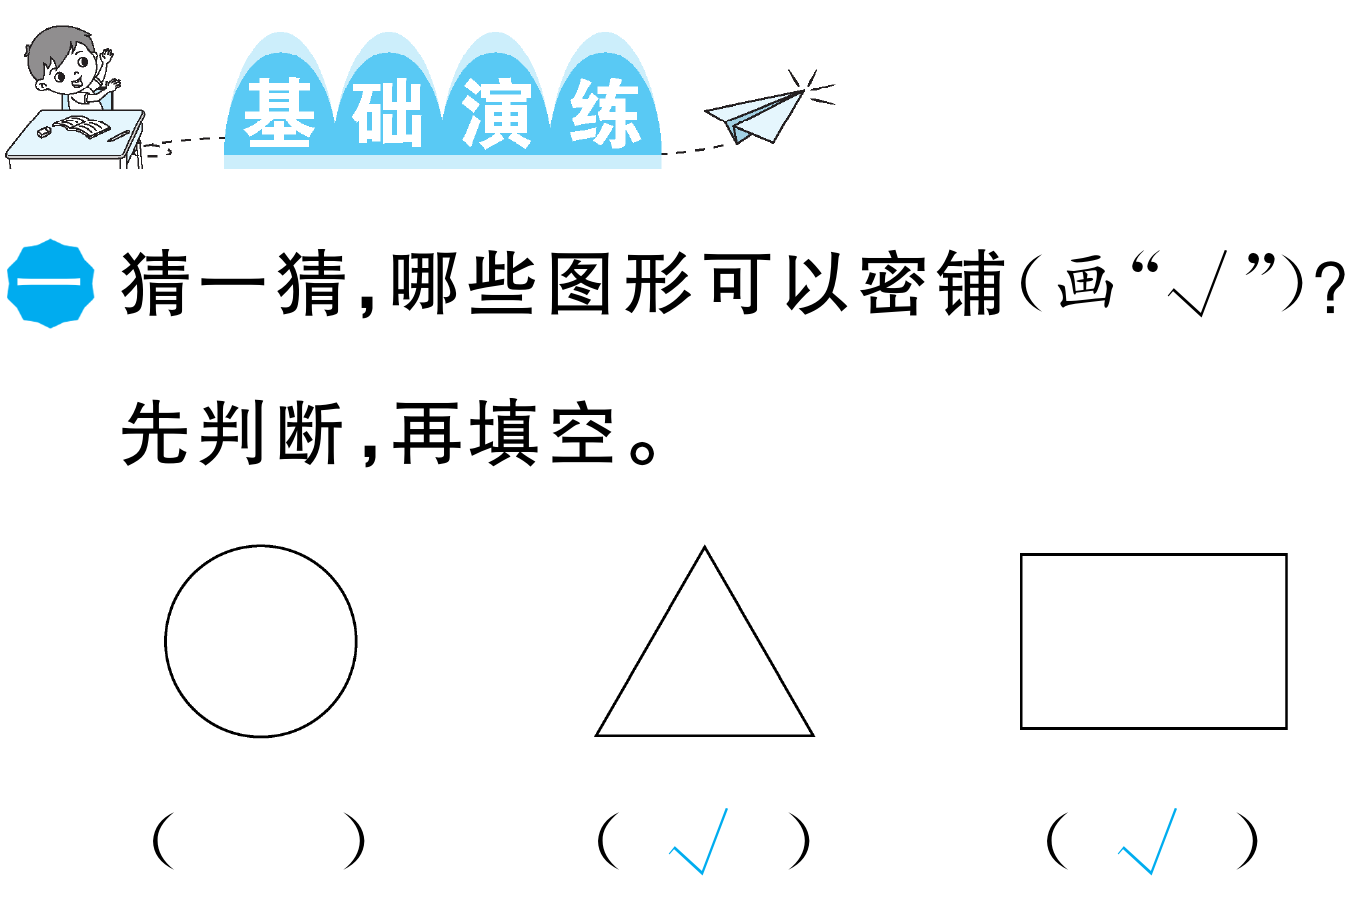 基础演练
一 猜一猜,哪些图形可以密铺(画“√”)?
先判断,再填空。
( ) ( √ ) ( √ )